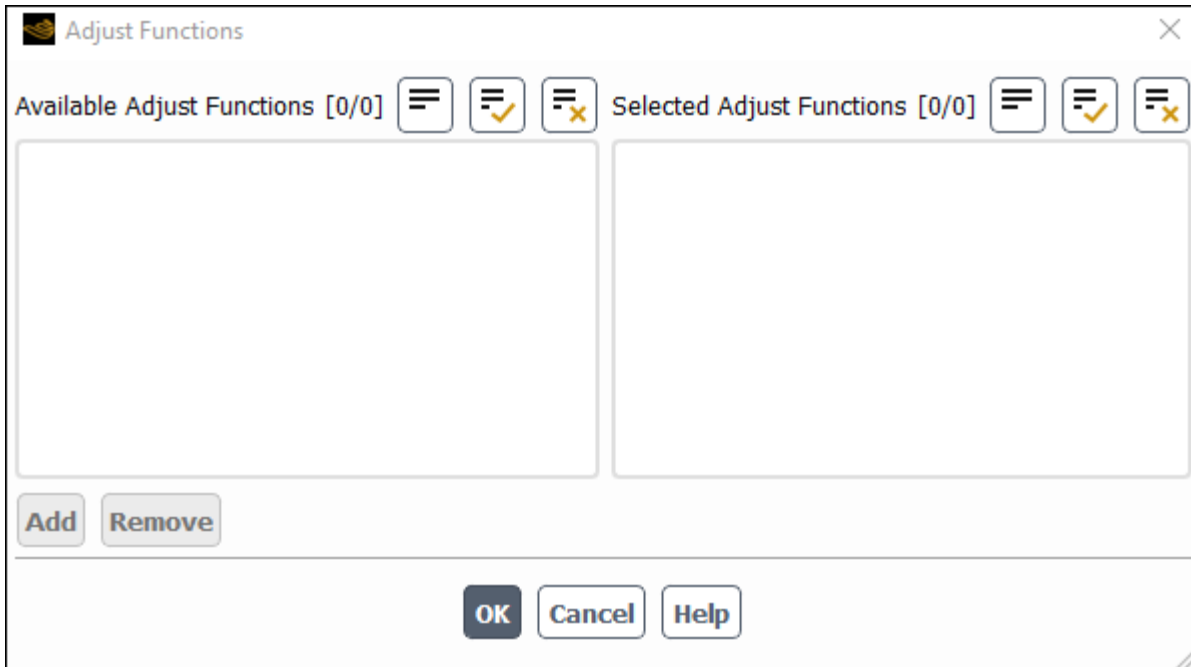 Adjust Functions
Available Adjust Functions [0/0] Selected Adjust Functions [0/0]
Add Remove
OK Cancel Help